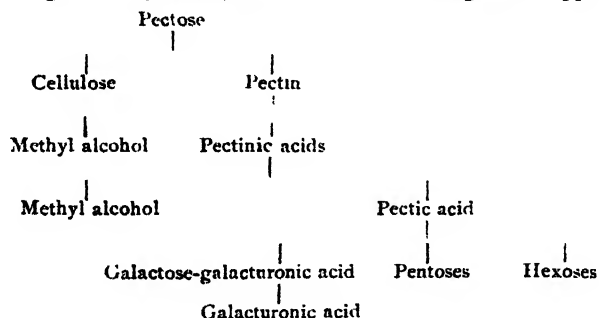 Pectose
Cellulose Pectin
Methyl alcohol Pectinic acids
Methyl alcohol Pectic acid
Galactose-galacturonic acid Pentoses Hexoses
Galacturonic acid